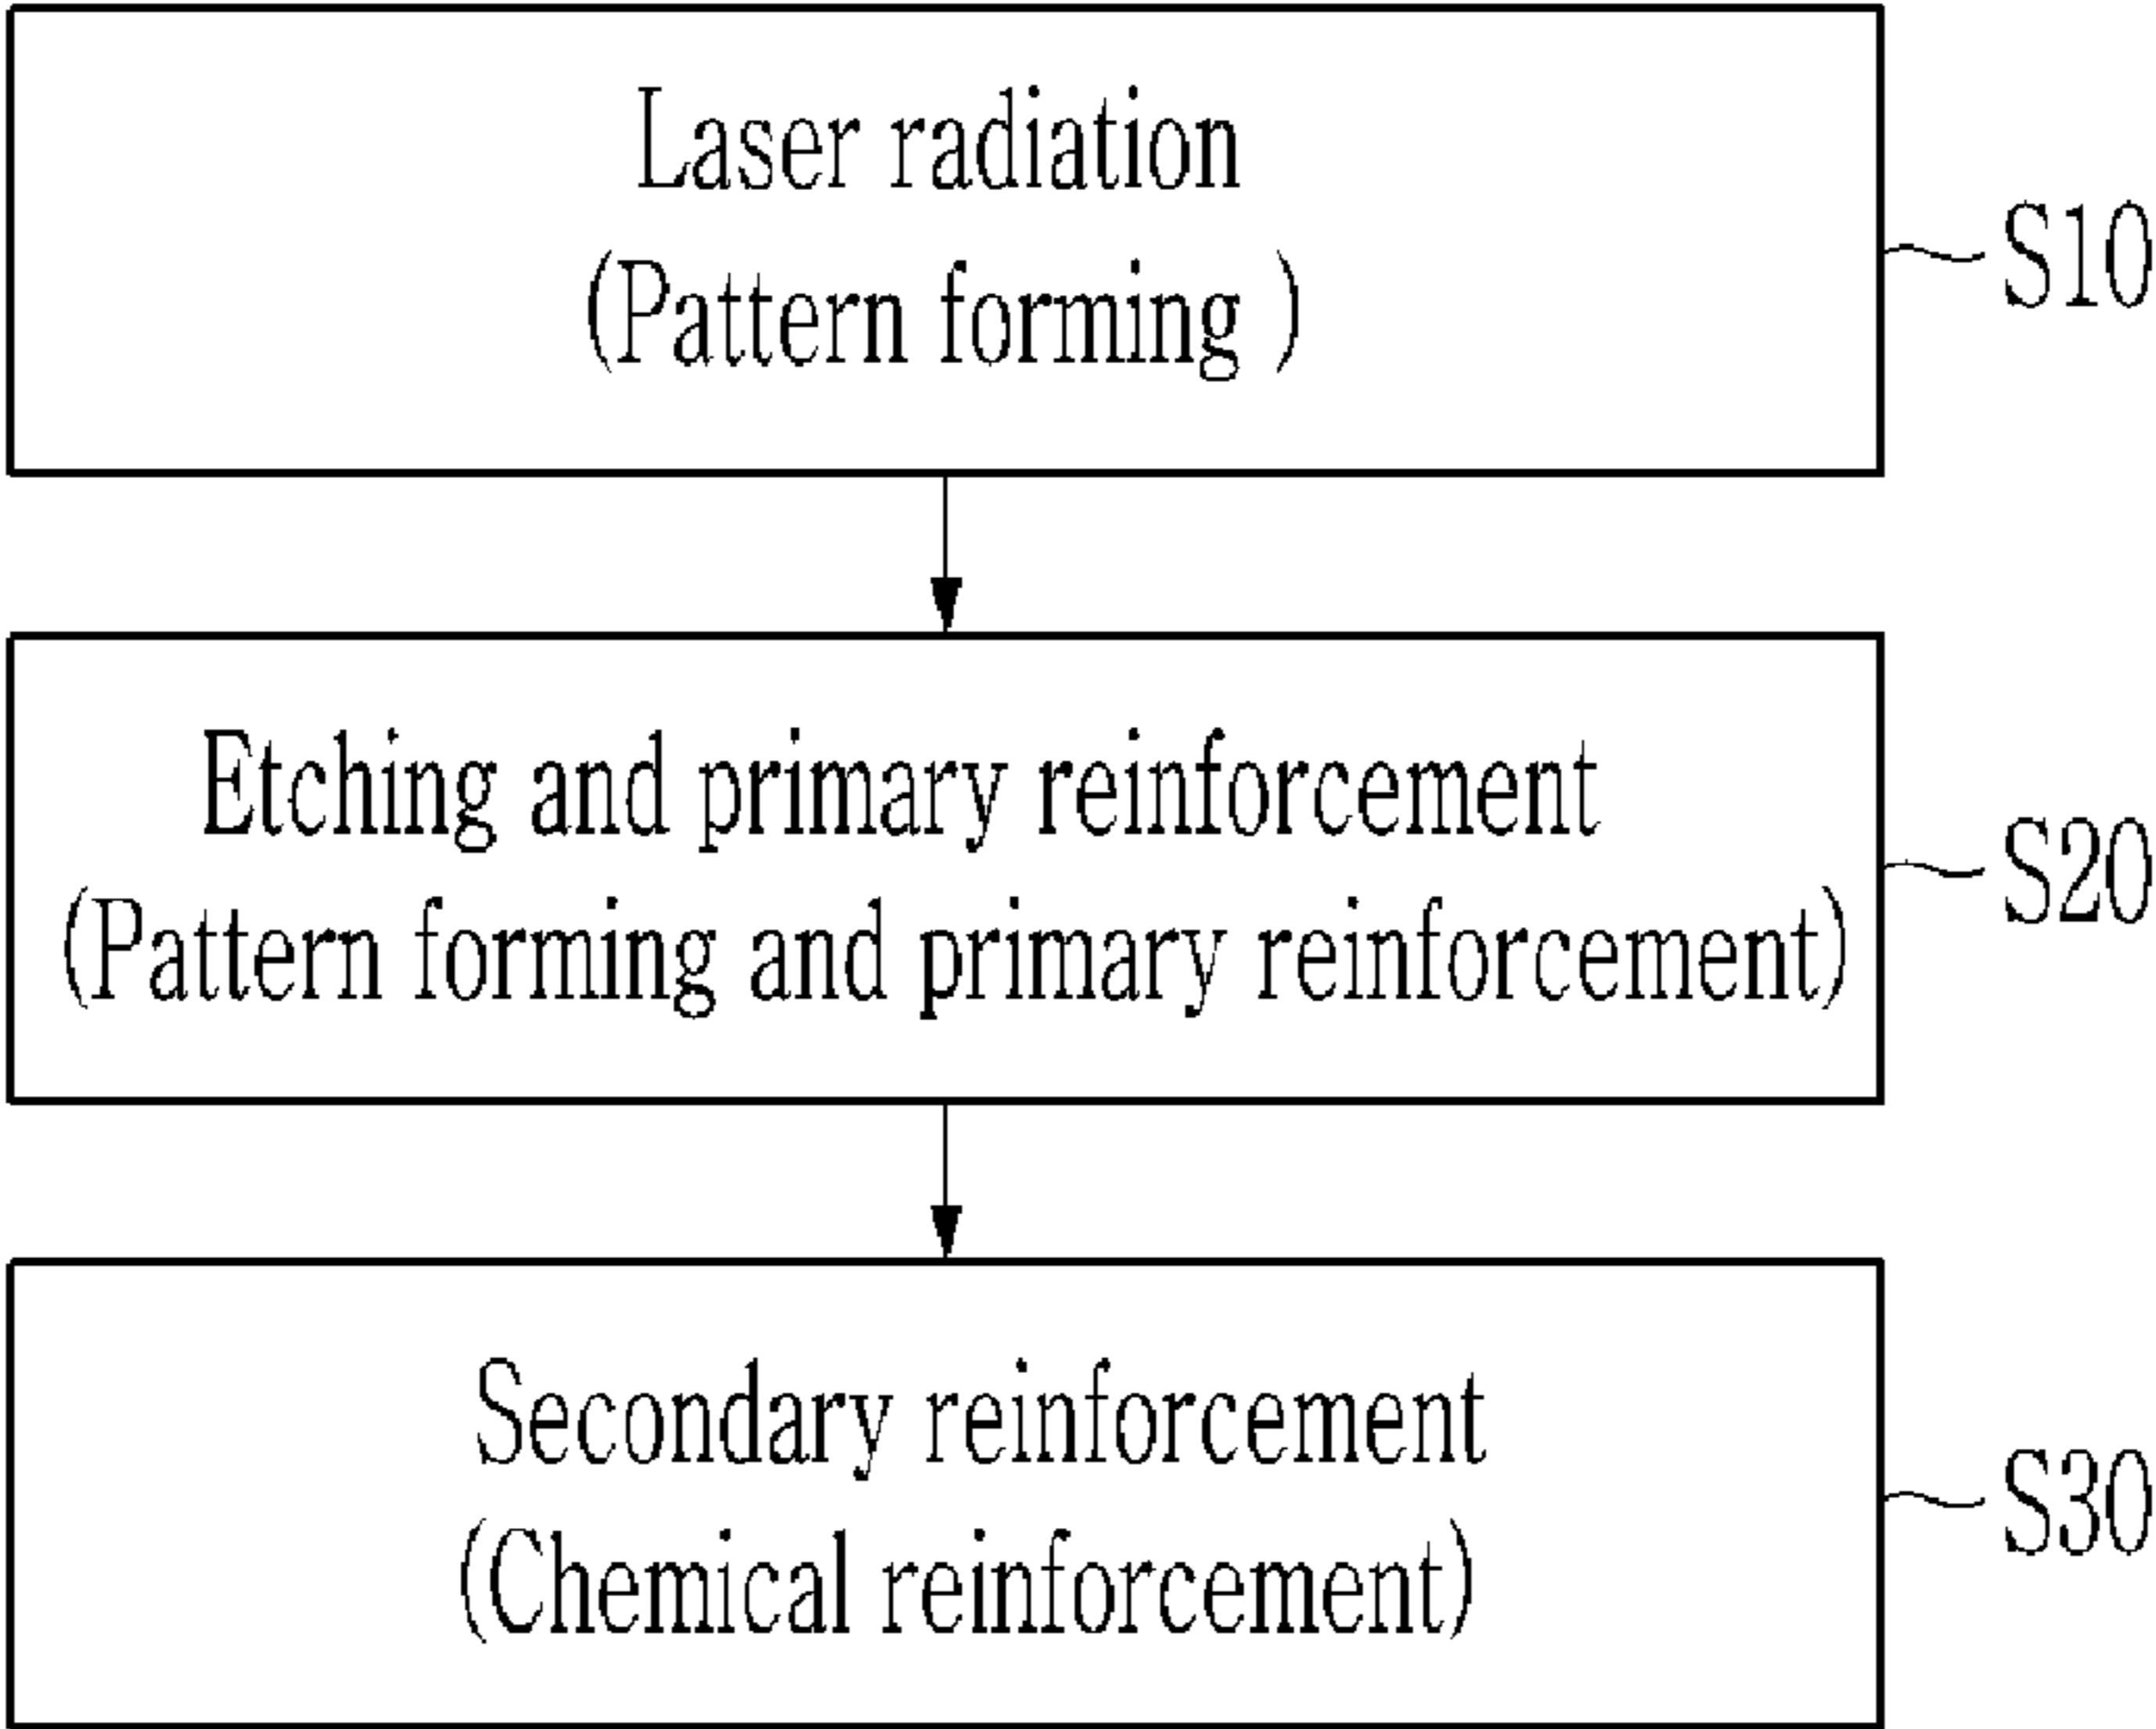 Laser radiation
(Pattern forming )
S10
Etching and primary reinforcement
(Pattern forming and primary reinforcement)
S20
Secondary reinforcement
(Chemical reinforcement)
S30